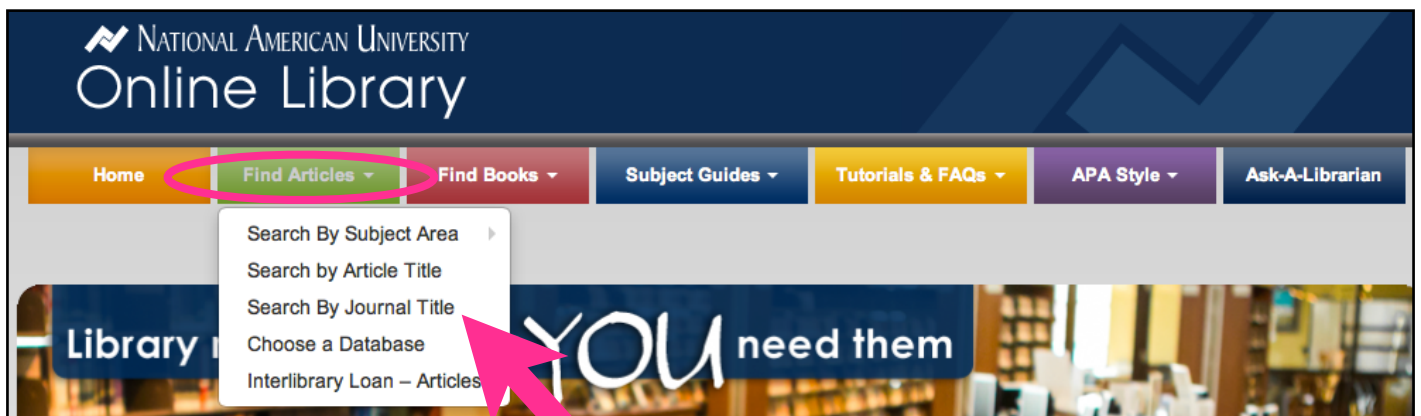 NATIONAL AMERICAN UNIVERSITY
Online Library
Home Find Articles Find Books Subject Guides Tutorials & FAQs APA Style Ask-A-Librarian
Search By Subject Area
Search by Article Title
Search By Journal Title
Choose a Database
Interlibrary Loan – Articles
Library YOU need them